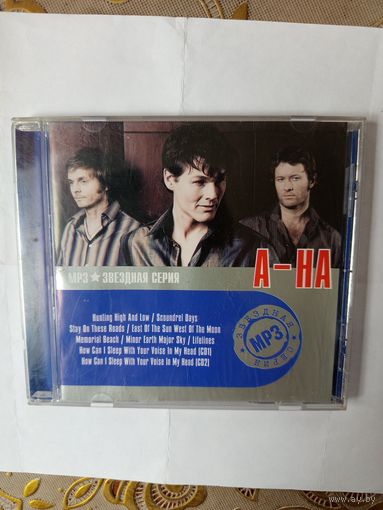 MP3 ★ ЗВЕЗДНАЯ СЕРИЯ
A-HA
Hunting High And Low / Scoundrel Days
Stay On These Roads / East Of The Sun West Of The Moon
Memorial Beach / Minor Earth Major Sky / Lifelines
How Can I Sleep With Your Voice In My Head (CD1)
How Can I Sleep With Your Voice In My Head (CD2)
ЗВЕЗДНАЯ
MP3
СЕРИЯ
ay.by